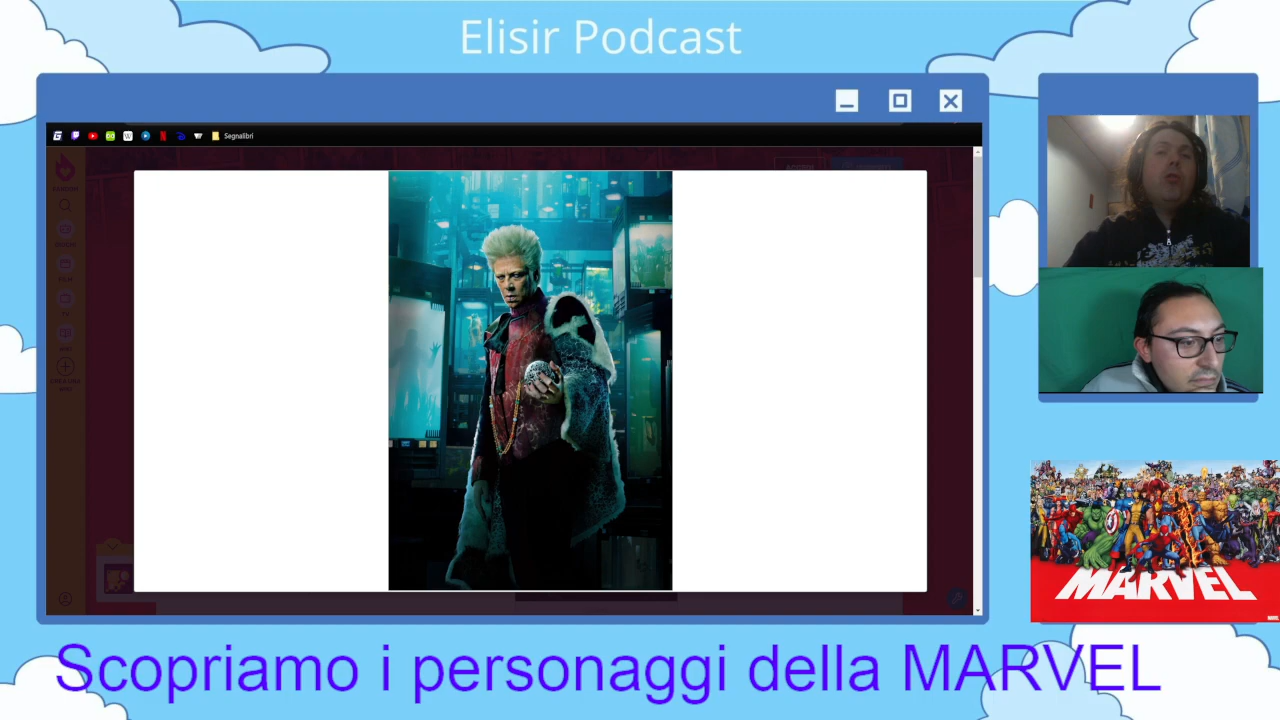 Elisir Podcast
Segnalibri
MARVEL
Scopriamo i personaggi della MARVEL